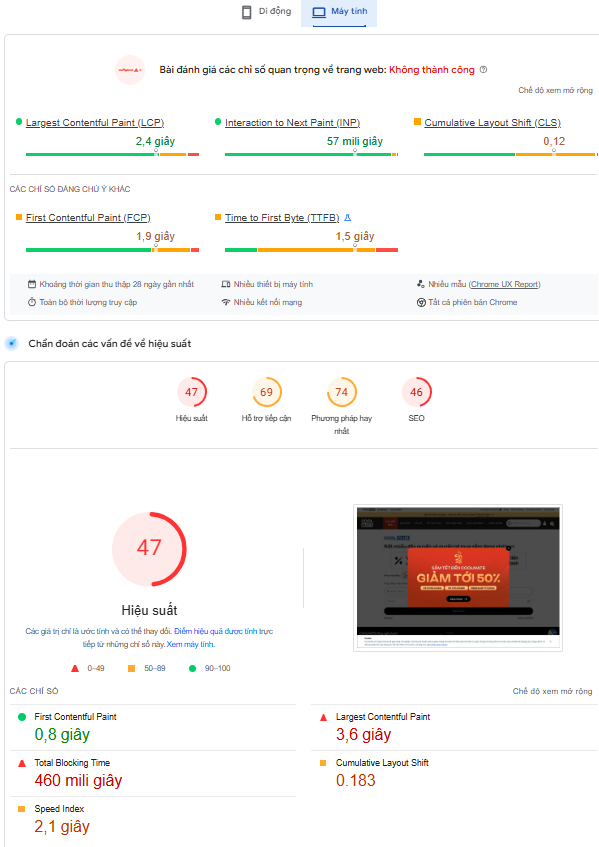 Di động
Máy tính
Bài đánh giá các chỉ số quan trọng về trang web: Không thành công
Chế độ xem mở rộng
Largest Contentful Paint (LCP)
2,4 giây
Interaction to Next Paint (INP)
57 mili giây
Cumulative Layout Shift (CLS)
0,12
CÁC CHỈ SỐ ĐÁNG CHÚ Ý KHÁC
First Contentful Paint (FCP)
1,9 giây
Time to First Byte (TTFB)
1,5 giây
Khoảng thời gian thu thập 28 ngày gần nhất
Nhiều thiết bị máy tính
Nhiều mẫu (Chrome UX Report)
Toàn bộ thời lượng truy cập
Nhiều kết nối mạng
Tất cả phiên bản Chrome
Chẩn đoán các vấn đề về hiệu suất
47
69
74
46
Hiệu suất
Hỗ trợ tiếp cận
Phương pháp hay
nhất
SEO
47
Hiệu suất
Các giá trị chỉ là ước tính và có thể thay đổi. Điểm hiệu quả được tính trực
tiếp từ những chỉ số này. Xem máy tính.
0–49
50–89
90–100
SẮM TẾT ĐẾN COOLMATE
GIẢM TỚI 50%
CÁC CHỈ SỐ
Chế độ xem mở rộng
First Contentful Paint
0,8 giây
Largest Contentful Paint
3,6 giây
Total Blocking Time
460 mili giây
Cumulative Layout Shift
0.183
Speed Index
2,1 giây